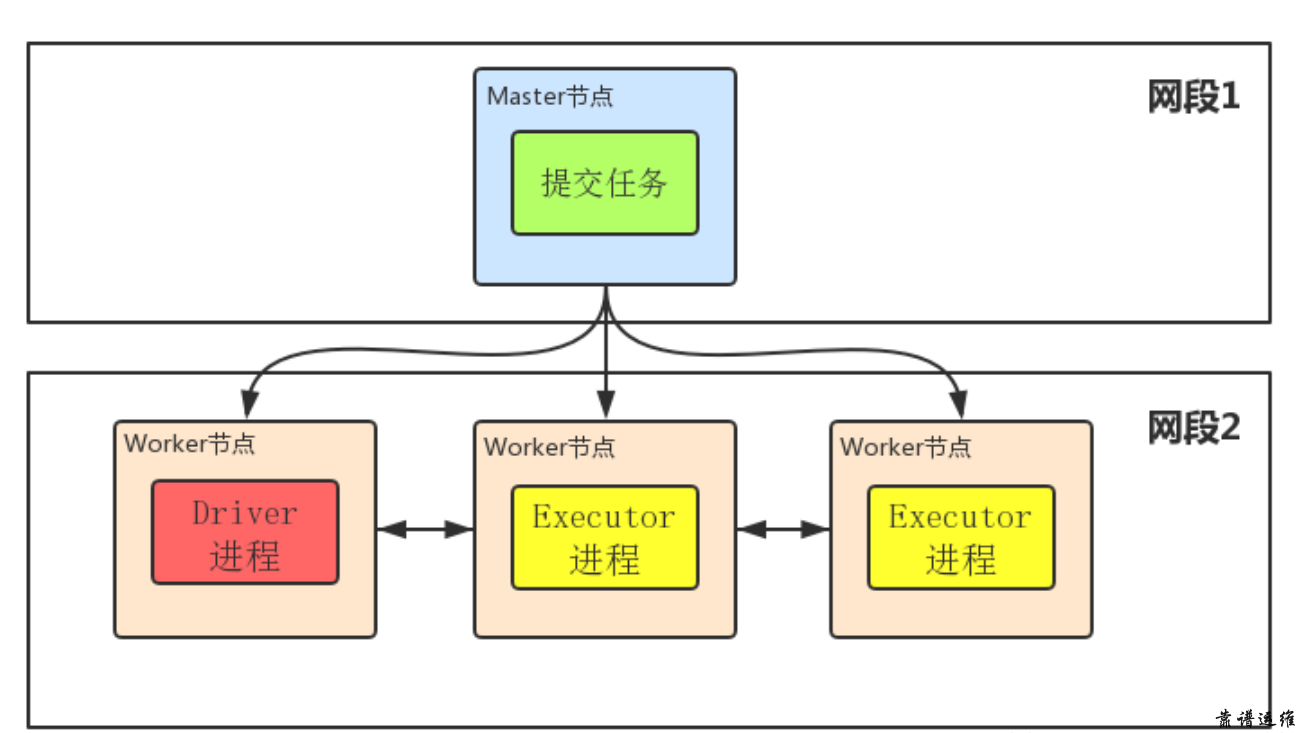 网段1
Master节点
提交任务
网段2
Worker节点
Driver
进程
Worker节点
Executor
进程
Worker节点
Executor
进程
靠谱运维